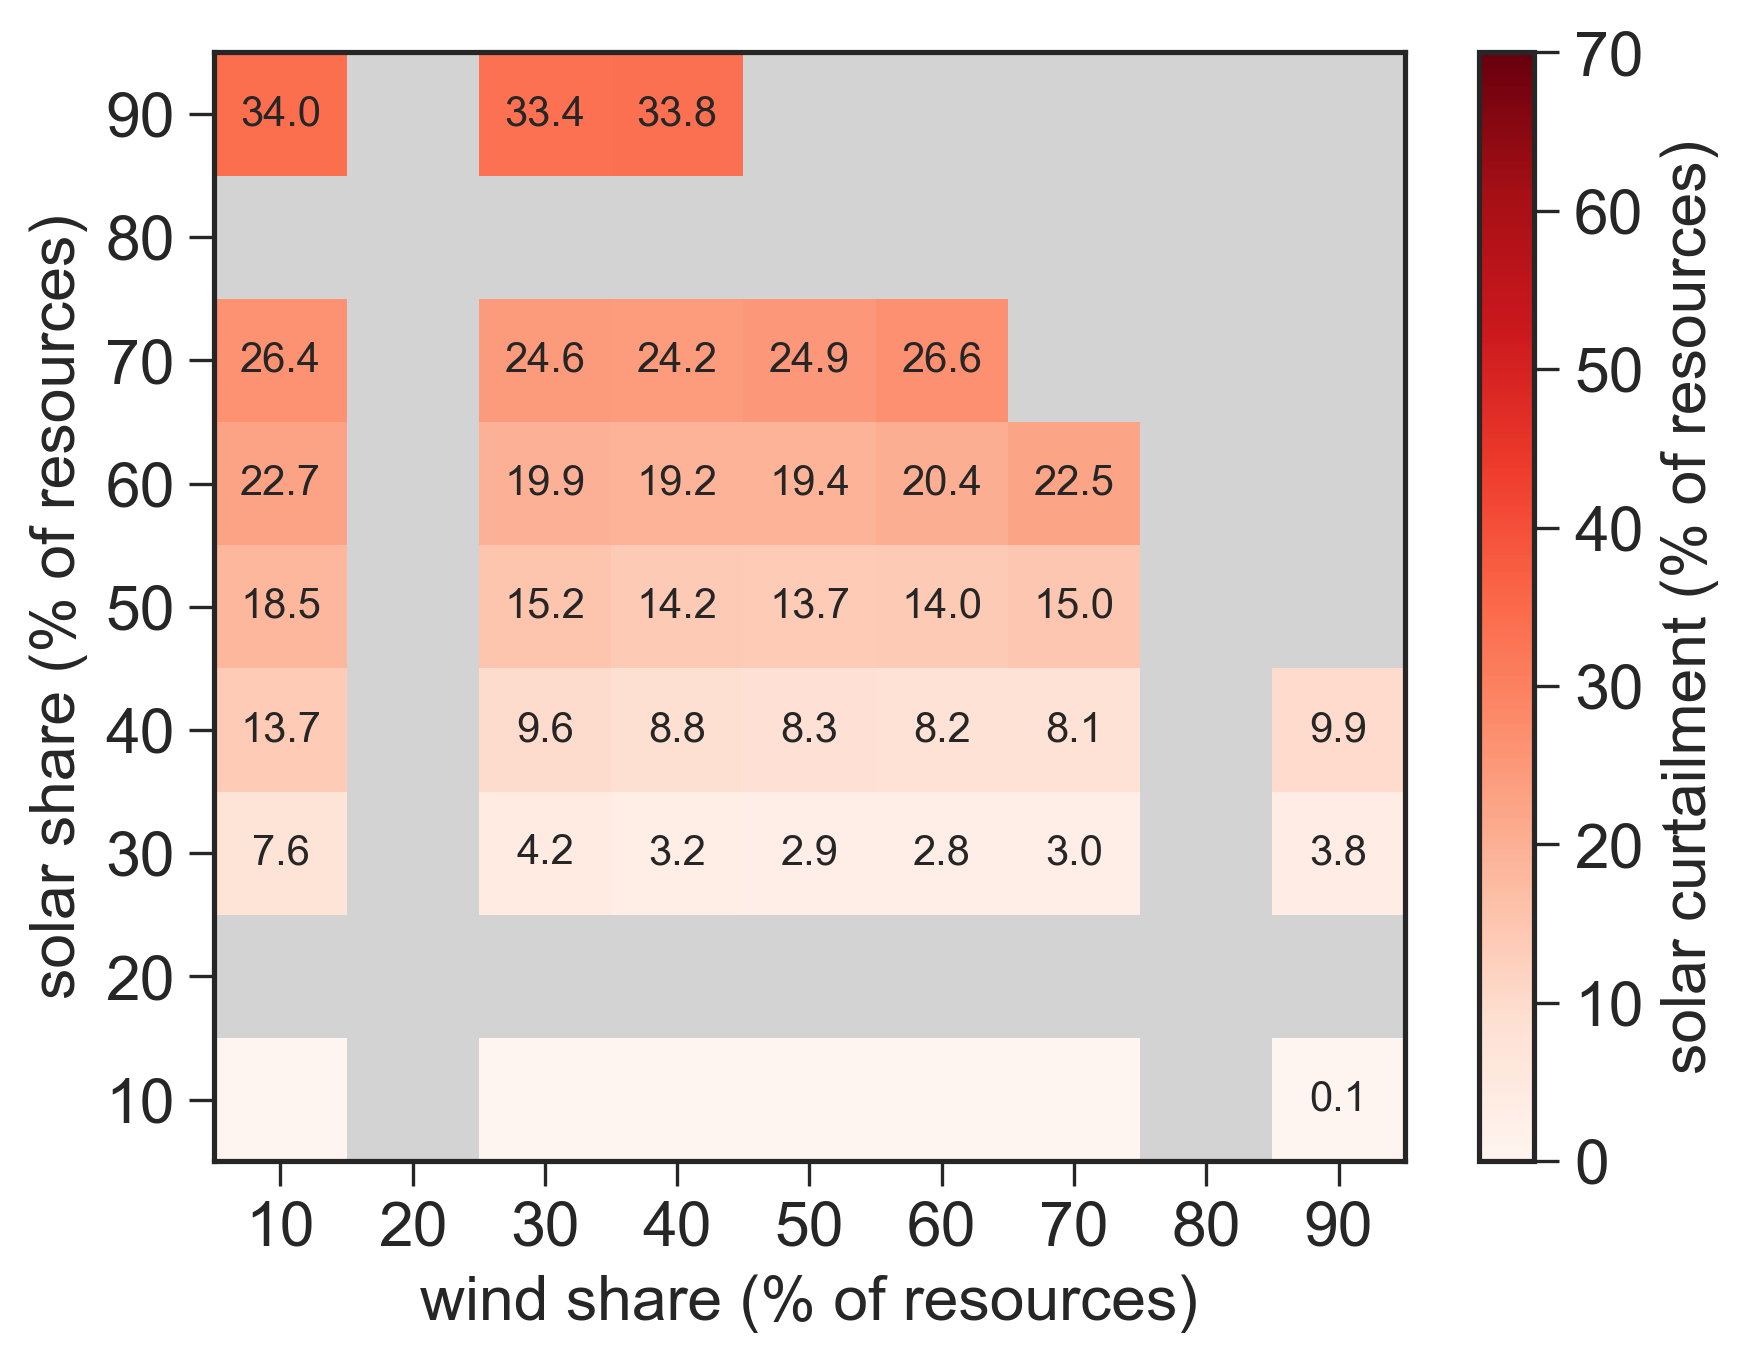 90
80
70
60
50
40
30
20
10
solar share (% of resources)
34.0 33.4 33.8
26.4 24.6 24.2 24.9 26.6
22.7 19.9 19.2 19.4 20.4 22.5
18.5 15.2 14.2 13.7 14.0 15.0
13.7 9.6 8.8 8.3 8.2 8.1 9.9
7.6 4.2 3.2 2.9 2.8 3.0 3.8
0.1
10 20 30 40 50 60 70 80 90
wind share (% of resources)
70
60
50
40
30
20
10
0
solar curtailment (% of resources)